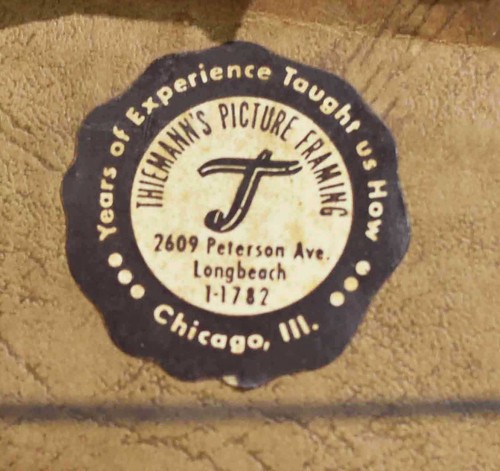 Years of Experience Taught us How
THIEMANN'S PICTURE FRAMING
T
2609 Peterson Ave.
Longbeach
1-1782
Chicago, Ill.